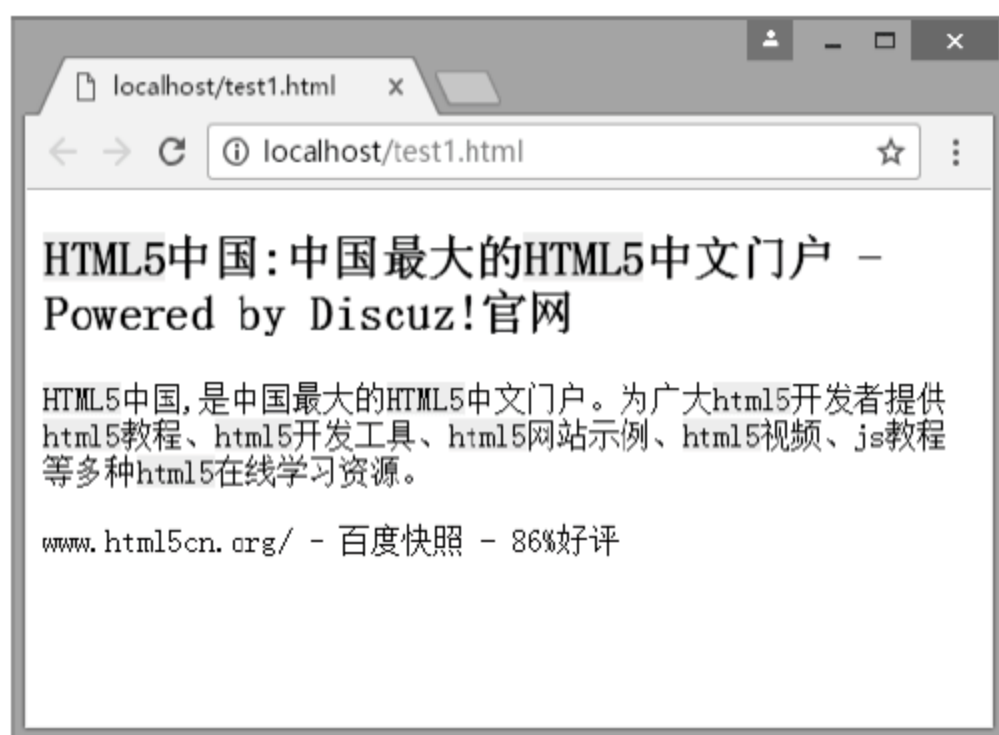 localhost/test1.html
localhost/test1.html
HTML5中国:中国最大的HTML5中文门户 -
Powered by Discuz!官网
HTML5中国,是中国最大的HTML5中文门户。为广大html5开发者提供
html5教程、html5开发工具、html5网站示例、html5视频、js教程
等多种html5在线学习资源。
www.html5cn.org/ - 百度快照 - 86%好评